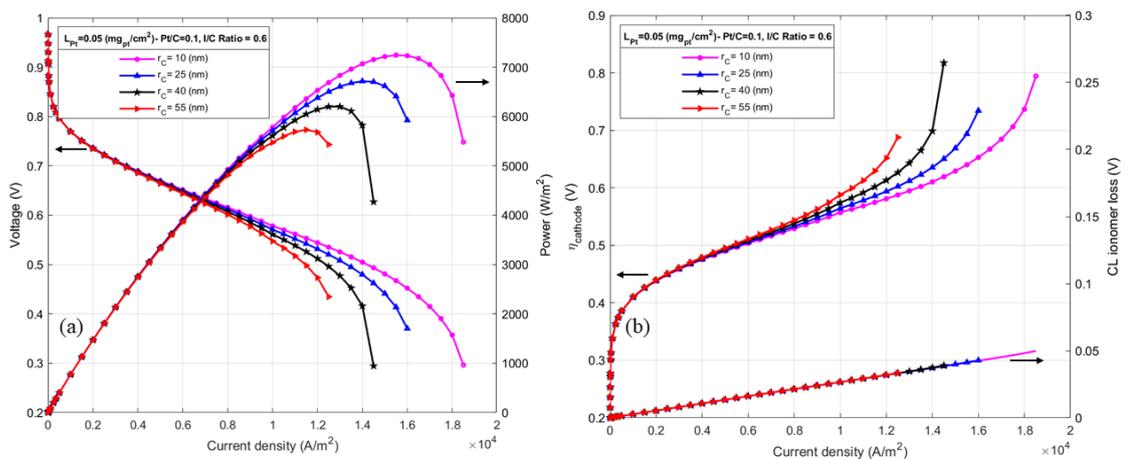 L_Pt=0.05 (mg_pt/cm²)- Pt/C=0.1, I/C Ratio = 0.6
r_C= 10 (nm)
r_C= 25 (nm)
r_C= 40 (nm)
r_C= 55 (nm)
1
0.9
0.8
0.7
0.6
0.5
0.4
0.3
0.2
Voltage (V)
(a)
8000
7000
6000
5000
4000
3000
2000
1000
0
Power (W/m²)
0 0.2 0.4 0.6 0.8 1 1.2 1.4 1.6 1.8 2
Current density (A/m²)
×10⁴
L_Pt=0.05 (mg_pt/cm²)- Pt/C=0.1, I/C Ratio = 0.6
r_C= 10 (nm)
r_C= 25 (nm)
r_C= 40 (nm)
r_C= 55 (nm)
0.9
0.8
0.7
0.6
0.5
0.4
0.3
0.2
η_cathode (V)
(b)
0.3
0.25
0.2
0.15
0.1
0.05
0
CL ionomer loss (V)
0 0.2 0.4 0.6 0.8 1 1.2 1.4 1.6 1.8 2
Current density (A/m²)
×10⁴